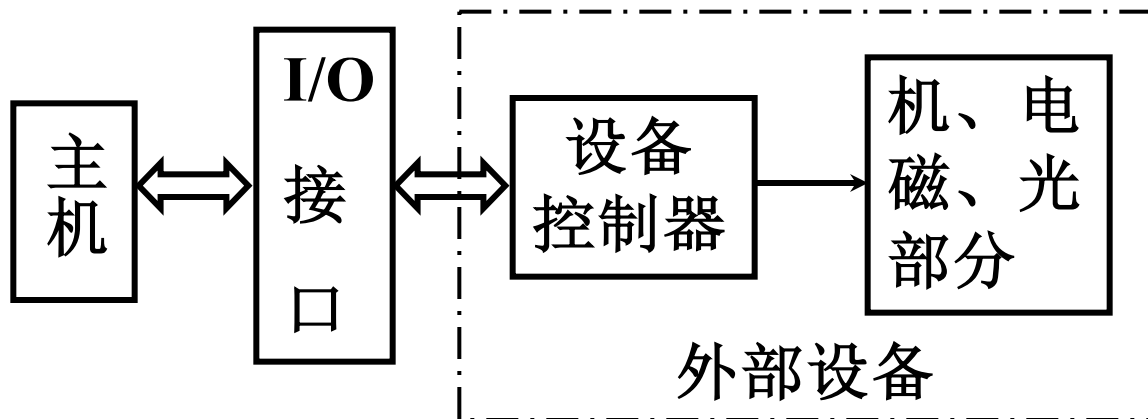 主
机
I/O
接
口
设备
控制器
机、电
磁、光
部分
外部设备